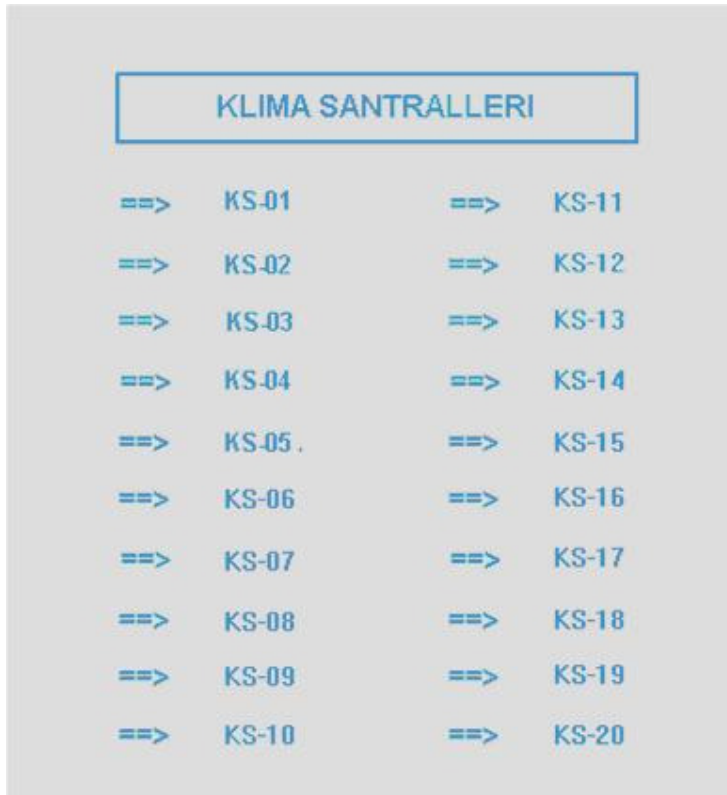 KLIMA SANTRALLERI
==> KS-01 ==> KS-11
==> KS-02 ==> KS-12
==> KS-03 ==> KS-13
==> KS-04 ==> KS-14
==> KS-05. ==> KS-15
==> KS-06 ==> KS-16
==> KS-07 ==> KS-17
==> KS-08 ==> KS-18
==> KS-09 ==> KS-19
==> KS-10 ==> KS-20